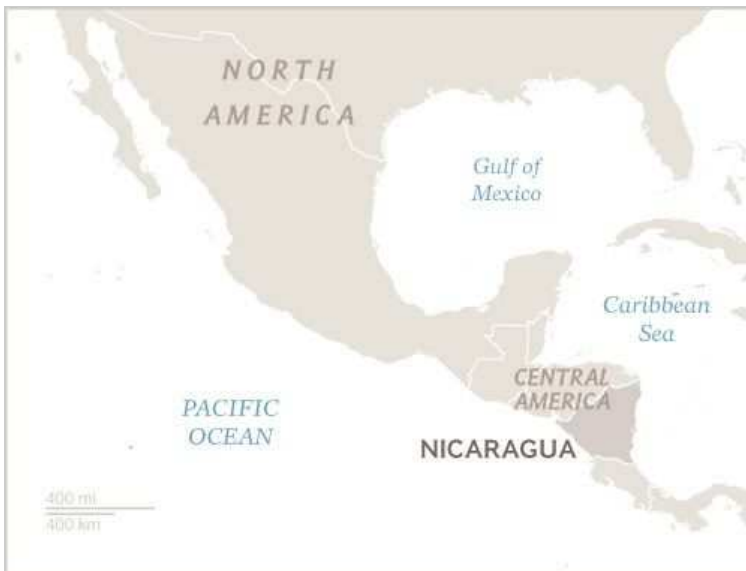 NORTH
AMERICA
Gulf of
Mexico
Caribbean
Sea
CENTRAL
AMERICA
PACIFIC
OCEAN
NICARAGUA
400 mi
400 km